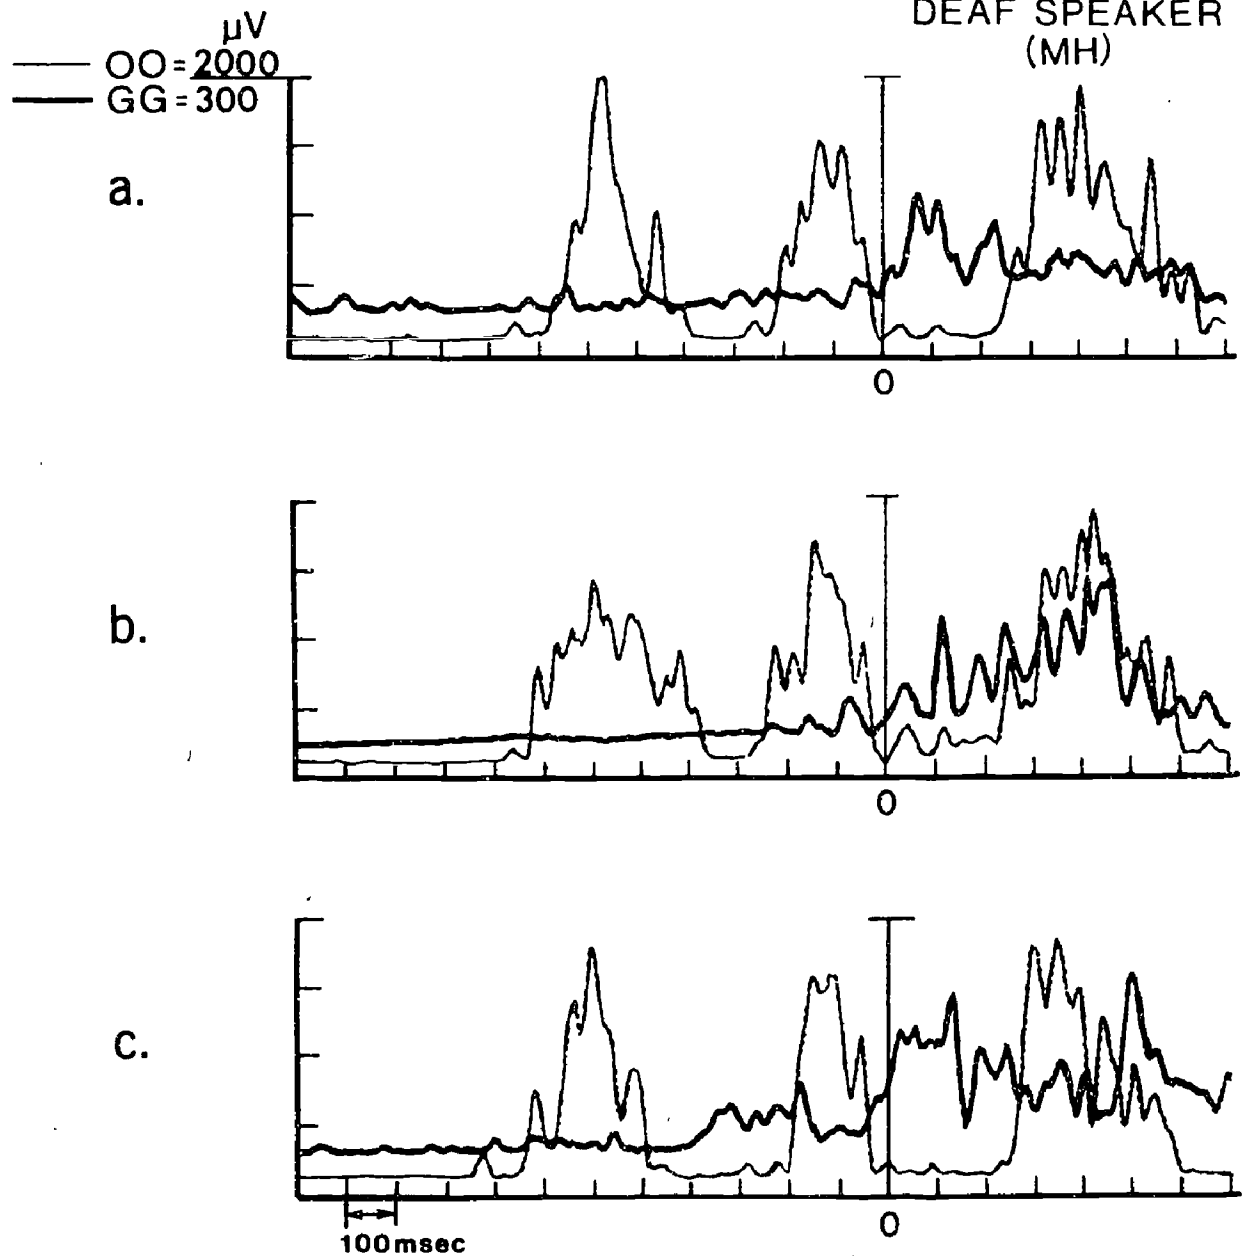 DEAF SPEAKER
(MH)
μV
OO=2000
GG=300
a.
0
b.
0
c.
0
100msec